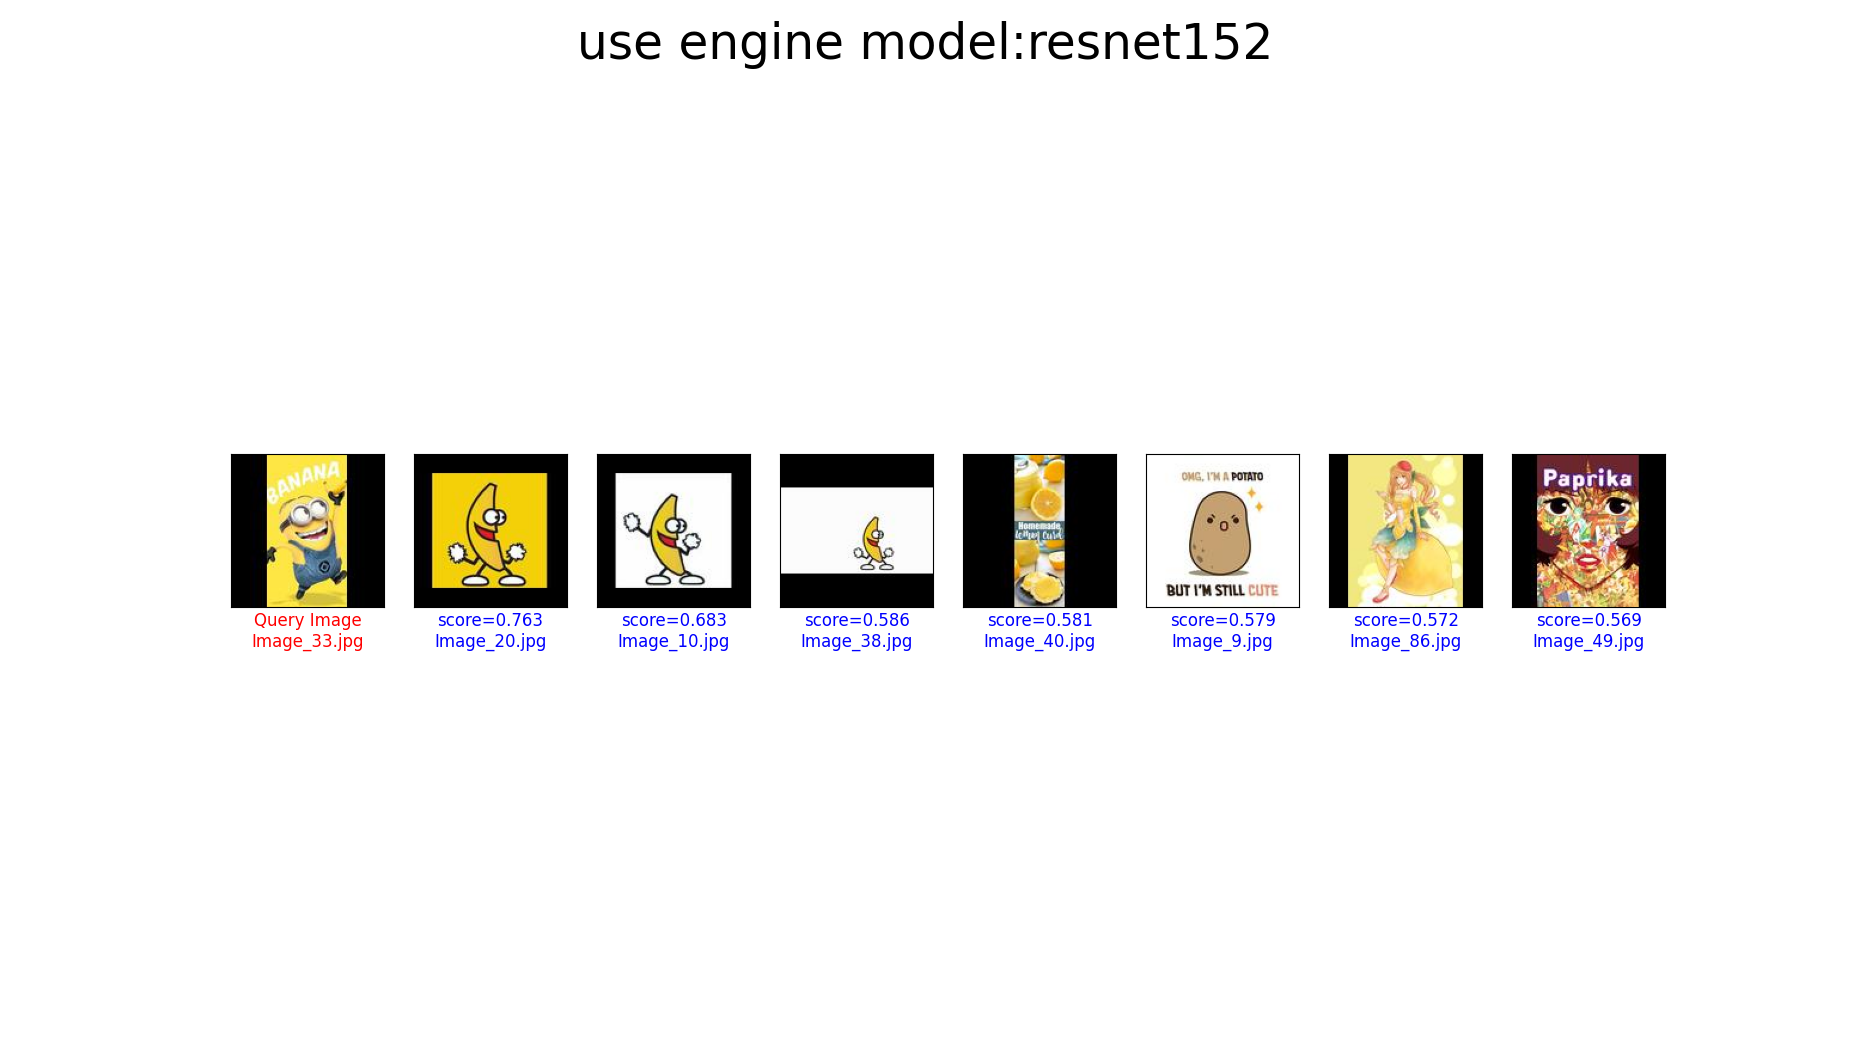 use engine model:resnet152
BANANA
Homemade
lemon curd
OMG, I'M A POTATO
BUT I'M STILL CUTE
Paprika
Query Image
Image_33.jpg
score=0.763
Image_20.jpg
score=0.683
Image_10.jpg
score=0.586
Image_38.jpg
score=0.581
Image_40.jpg
score=0.579
Image_9.jpg
score=0.572
Image_86.jpg
score=0.569
Image_49.jpg